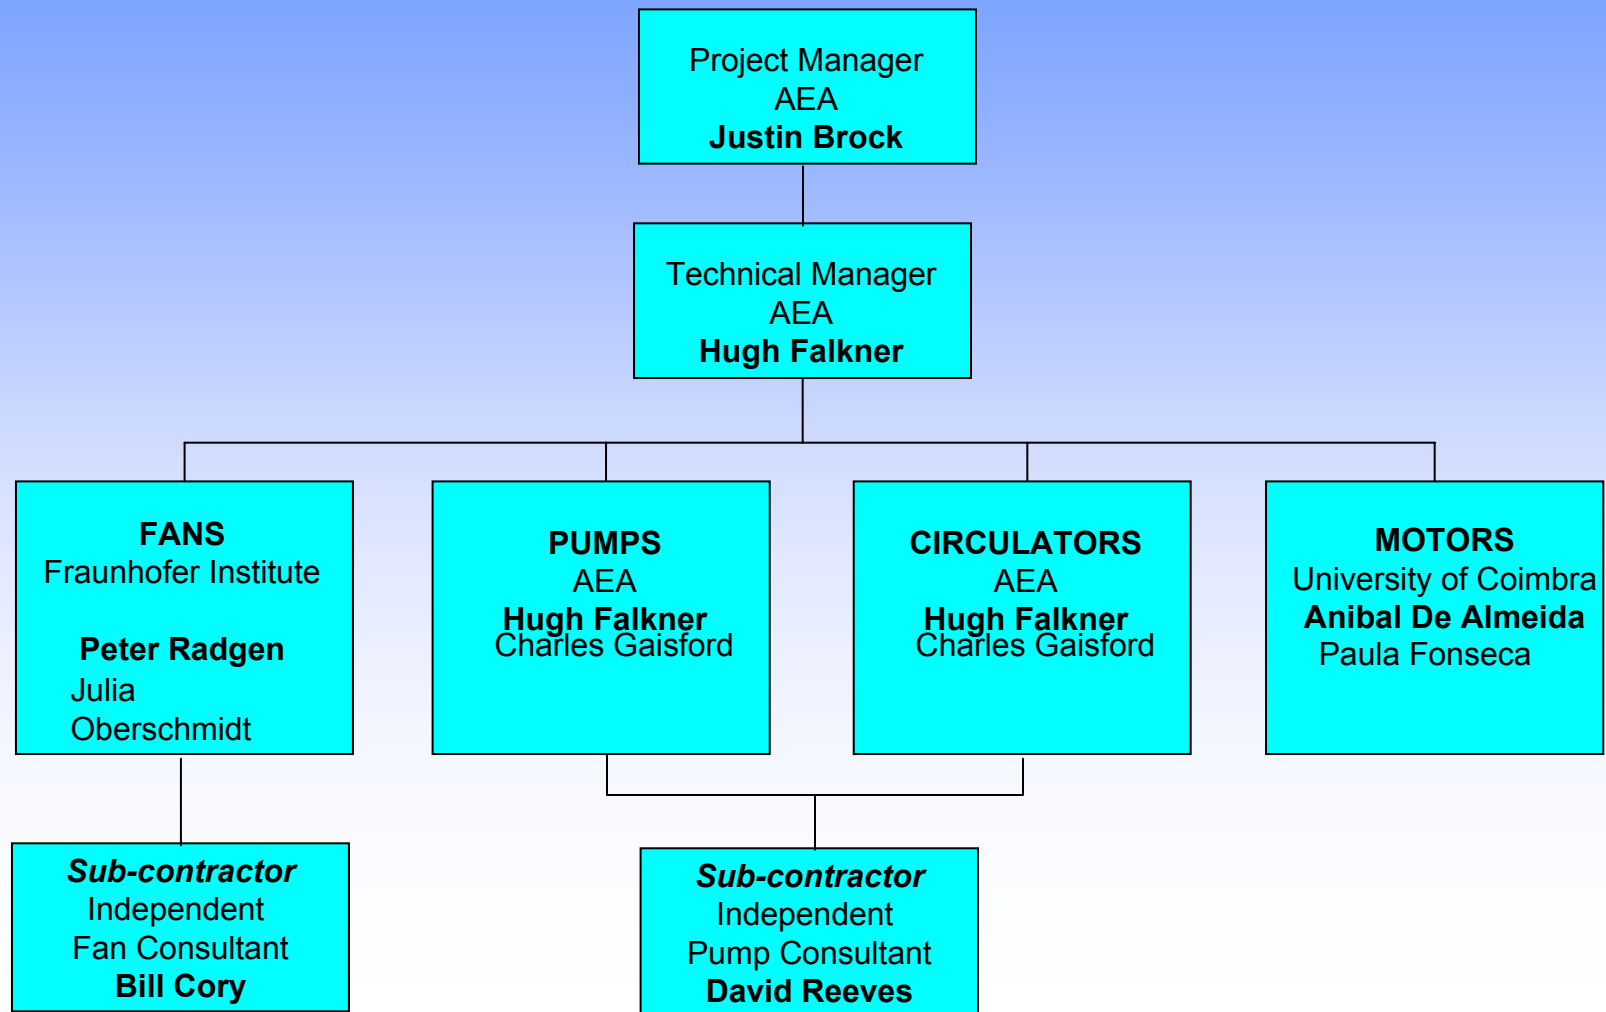 Project Manager
AEA
Justin Brock
Technical Manager
AEA
Hugh Falkner
FANS
Fraunhofer Institute
Peter Radgen
Julia
Oberschmidt
PUMPS
AEA
Hugh Falkner
Charles Gaisford
CIRCULATORS
AEA
Hugh Falkner
Charles Gaisford
MOTORS
University of Coimbra
Anibal De Almeida
Paula Fonseca
Sub-contractor
Independent
Fan Consultant
Bill Cory
Sub-contractor
Independent
Pump Consultant
David Reeves